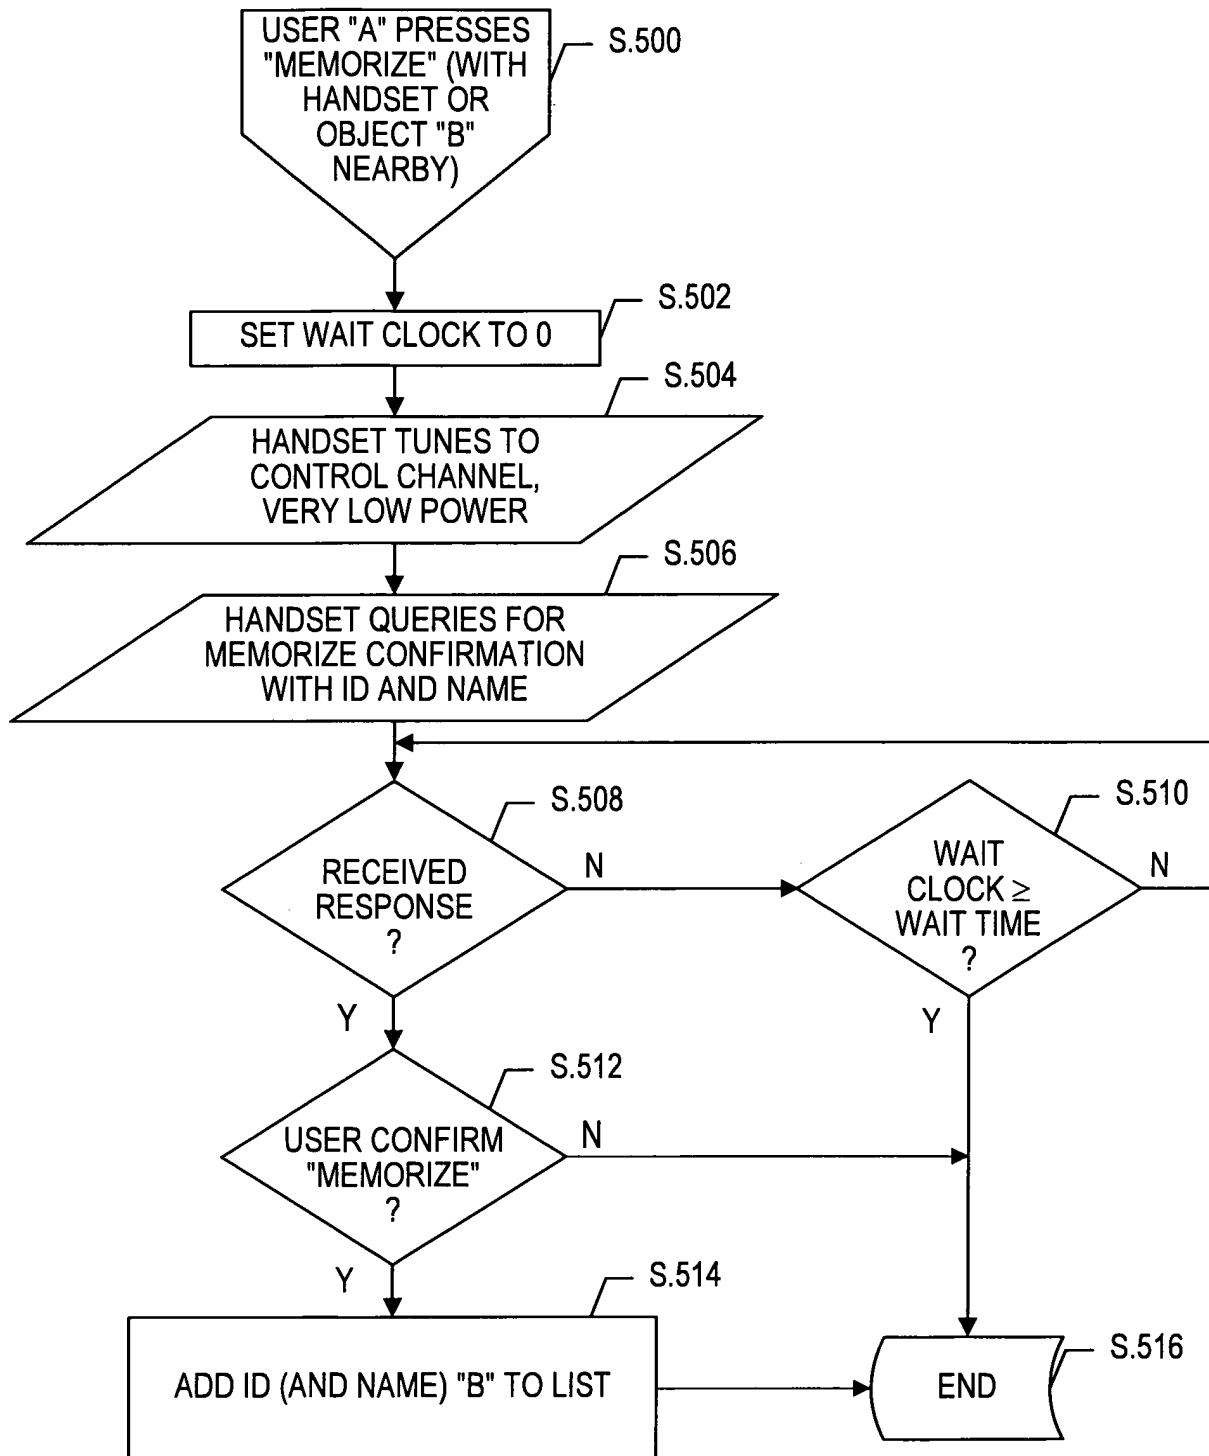 USER "A" PRESSES
"MEMORIZE" (WITH
HANDSET OR
OBJECT "B"
NEARBY)
S.500
SET WAIT CLOCK TO 0
S.502
S.504
HANDSET TUNES TO
CONTROL CHANNEL,
VERY LOW POWER
S.506
HANDSET QUERIES FOR
MEMORIZE CONFIRMATION
WITH ID AND NAME
S.508
RECEIVED
RESPONSE
?
N
Y
S.510
WAIT
CLOCK ≥
WAIT TIME
?
N
Y
S.512
USER CONFIRM
"MEMORIZE"
?
N
Y
S.514
ADD ID (AND NAME) "B" TO LIST
END
S.516